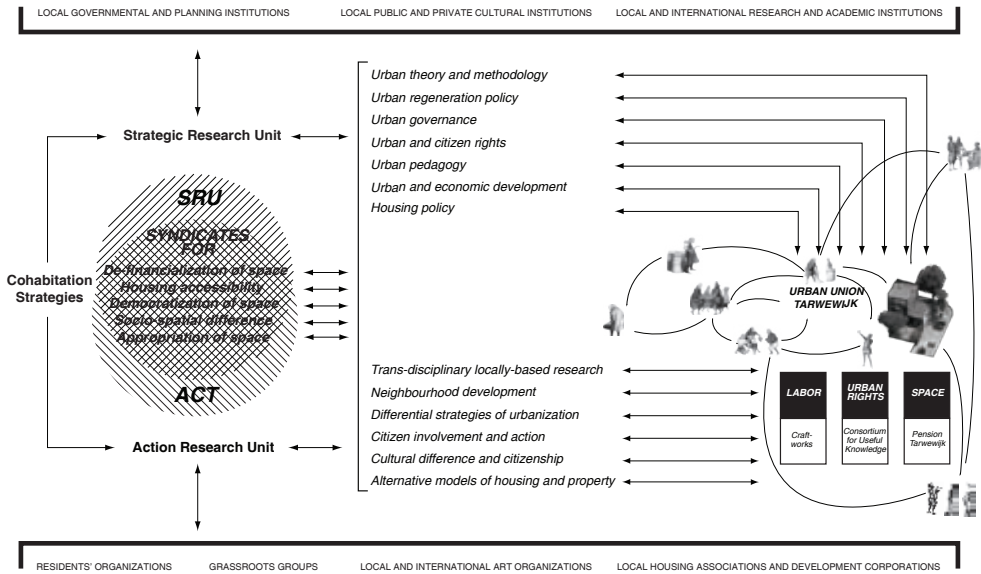 LOCAL GOVERNMENTAL AND PLANNING INSTITUTIONS
LOCAL PUBLIC AND PRIVATE CULTURAL INSTITUTIONS
LOCAL AND INTERNATIONAL RESEARCH AND ACADEMIC INSTITUTIONS
Urban theory and methodology
Urban regeneration policy
Urban governance
Urban and citizen rights
Urban pedagogy
Urban and economic development
Housing policy
Strategic Research Unit
SRU
SYNDICATES
FOR
De-financialization of space
Housing accessibility
Democratization of space
Socio-spatial difference
Appropriation of space
ACT
Cohabitation
Strategies
Action Research Unit
URBAN UNION
TARWEWIJK
Trans-disciplinary locally-based research
Neighbourhood development
Differential strategies of urbanization
Citizen involvement and action
Cultural difference and citizenship
Alternative models of housing and property
LABOR
Craft-
works
URBAN
RIGHTS
Consortium
for Useful
Knowledge
SPACE
Pension
Tarwewijk
RESIDENTS' ORGANIZATIONS
GRASSROOTS GROUPS
LOCAL AND INTERNATIONAL ART ORGANIZATIONS
LOCAL HOUSING ASSOCIATIONS AND DEVELOPMENT CORPORATIONS